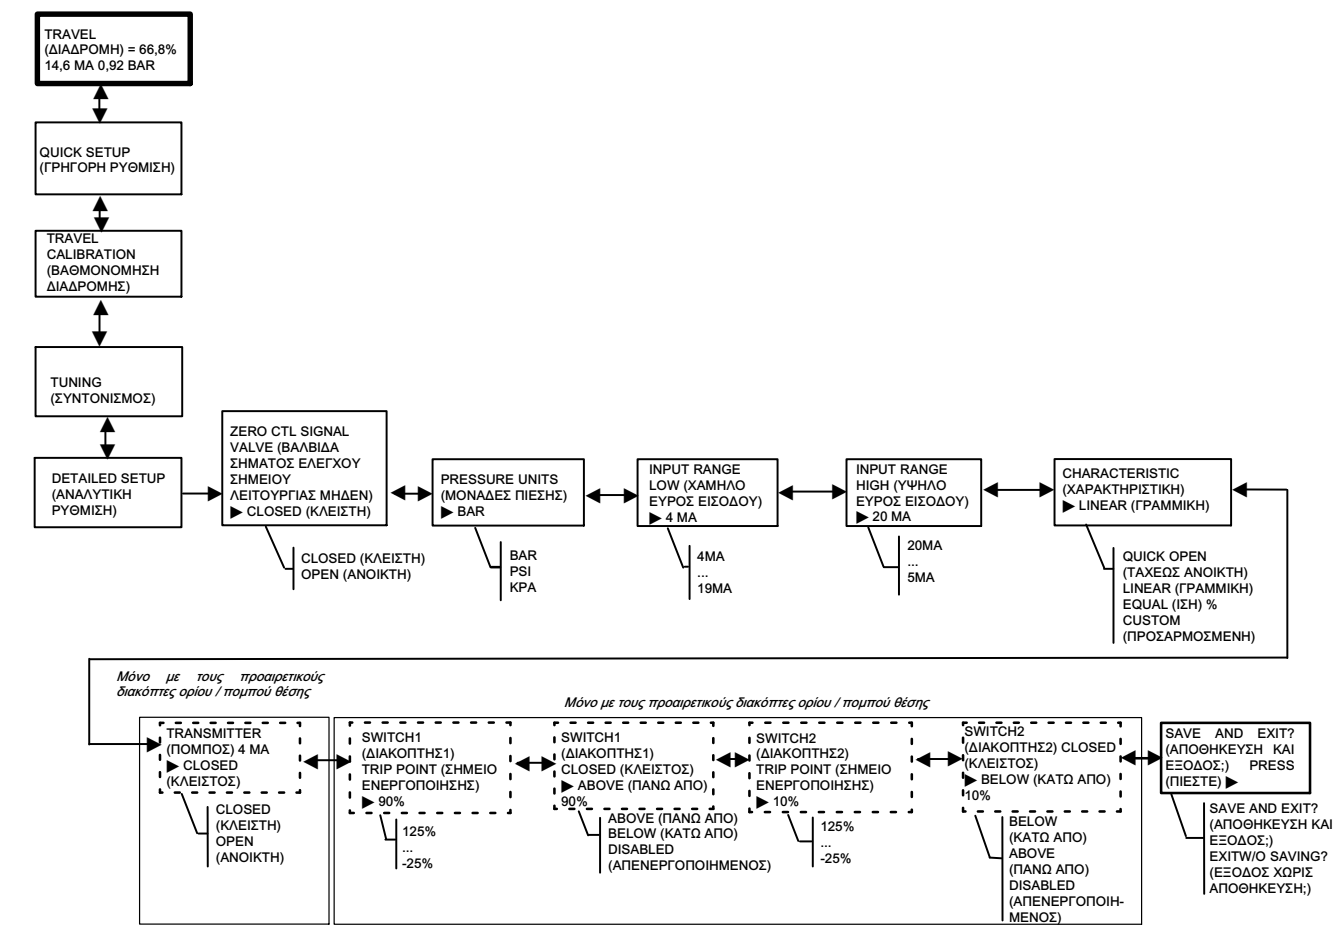 TRAVEL
(ΔΙΑΔΡΟΜΗ) = 66,8%
14,6 MA 0,92 BAR
QUICK SETUP
(ΓΡΗΓΟΡΗ ΡΥΘΜΙΣΗ)
TRAVEL
CALIBRATION
(ΒΑΘΜΟΝΟΜΗΣΗ
ΔΙΑΔΡΟΜΗΣ)
TUNING
(ΣΥΝΤΟΝΙΣΜΟΣ)
DETAILED SETUP
(ΑΝΑΛΥΤΙΚΗ
ΡΥΘΜΙΣΗ)
ZERO CTL SIGNAL
VALVE (ΒΑΛΒΙΔΑ
ΣΗΜΑΤΟΣ ΕΛΕΓΧΟΥ
ΣΗΜΕΙΟΥ
ΛΕΙΤΟΥΡΓΙΑΣ ΜΗΔΕΝ)
▶ CLOSED (ΚΛΕΙΣΤΗ)
CLOSED (ΚΛΕΙΣΤΗ)
OPEN (ΑΝΟΙΚΤΗ)
PRESSURE UNITS
(ΜΟΝΑΔΕΣ ΠΙΕΣΗΣ)
▶ BAR
BAR
PSI
KPA
INPUT RANGE
LOW (ΧΑΜΗΛΟ
ΕΥΡΟΣ ΕΙΣΟΔΟΥ)
▶ 4 MA
4MA
...
19MA
INPUT RANGE
HIGH (ΥΨΗΛΟ
ΕΥΡΟΣ ΕΙΣΟΔΟΥ)
▶ 20 MA
20MA
...
5MA
CHARACTERISTIC
(ΧΑΡΑΚΤΗΡΙΣΤΙΚΗ)
▶ LINEAR (ΓΡΑΜΜΙΚΗ)
QUICK OPEN
(ΤΑΧΕΩΣ ΑΝΟΙΚΤΗ)
LINEAR (ΓΡΑΜΜΙΚΗ)
EQUAL (ΙΣΗ) %
CUSTOM
(ΠΡΟΣΑΡΜΟΣΜΕΝΗ)
Μόνο με τους προαιρετικούς
διακόπτες ορίου / πομπού θέσης
TRANSMITTER
(ΠΟΜΠΟΣ) 4 MA
▶ CLOSED
(ΚΛΕΙΣΤΟΣ)
CLOSED
(ΚΛΕΙΣΤΗ)
OPEN
(ΑΝΟΙΚΤΗ)
Μόνο με τους προαιρετικούς διακόπτες ορίου / πομπού θέσης
SWITCH1
(ΔΙΑΚΟΠΤΗΣ1)
TRIP POINT (ΣΗΜΕΙΟ
ΕΝΕΡΓΟΠΟΙΗΣΗΣ)
▶ 90%
125%
...
-25%
SWITCH1
(ΔΙΑΚΟΠΤΗΣ1)
CLOSED (ΚΛΕΙΣΤΟΣ)
▶ ABOVE (ΠΑΝΩ ΑΠΟ)
90%
ABOVE (ΠΑΝΩ ΑΠΟ)
BELOW (ΚΑΤΩ ΑΠΟ)
DISABLED
(ΑΠΕΝΕΡΓΟΠΟΙΗΜΕΝΟΣ)
SWITCH2
(ΔΙΑΚΟΠΤΗΣ2)
TRIP POINT (ΣΗΜΕΙΟ
ΕΝΕΡΓΟΠΟΙΗΣΗΣ)
▶ 10%
125%
...
-25%
SWITCH2
(ΔΙΑΚΟΠΤΗΣ2) CLOSED
(ΚΛΕΙΣΤΟΣ)
▶ BELOW (ΚΑΤΩ ΑΠΟ)
10%
BELOW
(ΚΑΤΩ ΑΠΟ)
ABOVE
(ΠΑΝΩ ΑΠΟ)
DISABLED
(ΑΠΕΝΕΡΓΟΠΟΙΗ-
ΜΕΝΟΣ)
SAVE AND EXIT?
(ΑΠΟΘΗΚΕΥΣΗ ΚΑΙ
ΕΞΟΔΟΣ;) PRESS
(ΠΙΕΣΤΕ) ▶
SAVE AND EXIT?
(ΑΠΟΘΗΚΕΥΣΗ ΚΑΙ
ΕΞΟΔΟΣ;)
EXITW/O SAVING?
(ΕΞΟΔΟΣ ΧΩΡΙΣ
ΑΠΟΘΗΚΕΥΣΗ;)